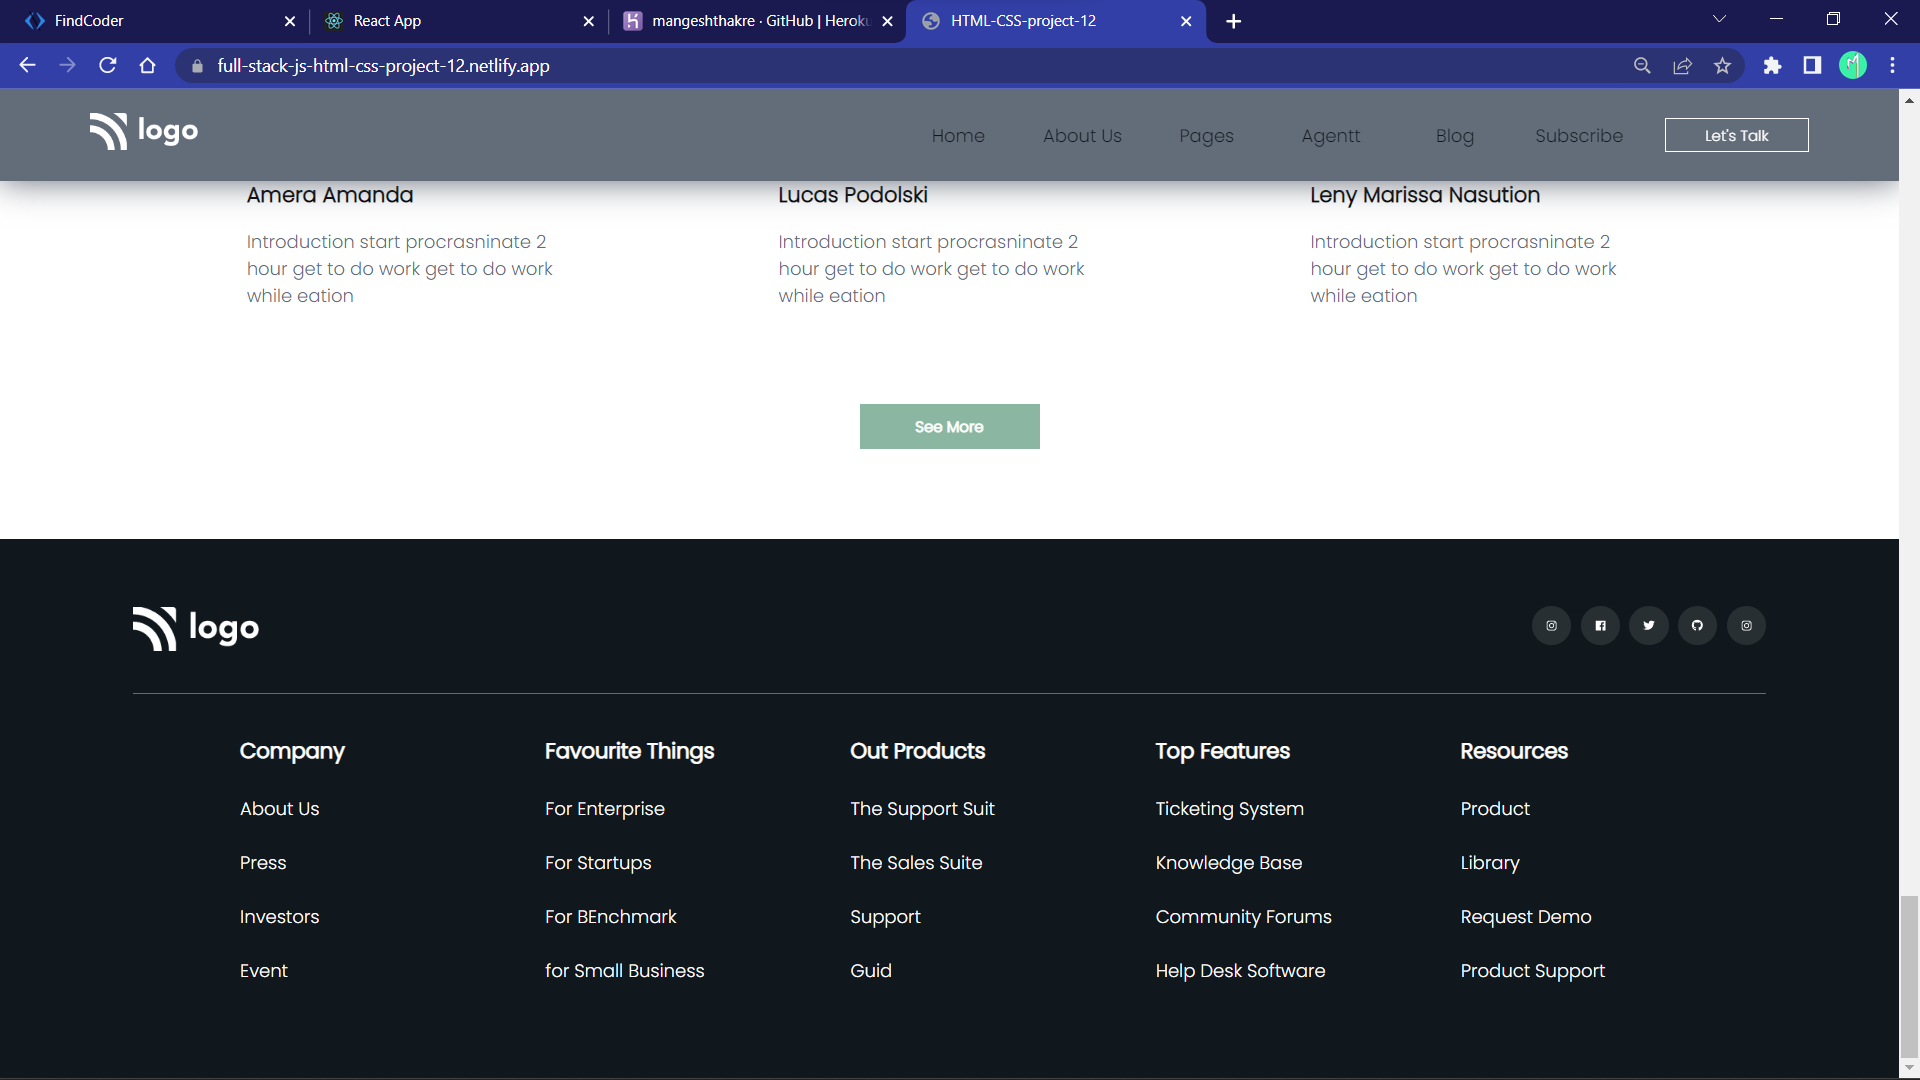 FindCoder
React App
mangeshthakre · GitHub | Heroku
HTML-CSS-project-12
full-stack-js-html-css-project-12.netlify.app
logo
Home About Us Pages Agentt Blog Subscribe Let's Talk
Amera Amanda
Introduction start procrasninate 2
hour get to do work get to do work
while eation
Lucas Podolski
Introduction start procrasninate 2
hour get to do work get to do work
while eation
Leny Marissa Nasution
Introduction start procrasninate 2
hour get to do work get to do work
while eation
See More
logo
Company
About Us
Press
Investors
Event
Favourite Things
For Enterprise
For Startups
For BEnchmark
for Small Business
Out Products
The Support Suit
The Sales Suite
Support
Guid
Top Features
Ticketing System
Knowledge Base
Community Forums
Help Desk Software
Resources
Product
Library
Request Demo
Product Support